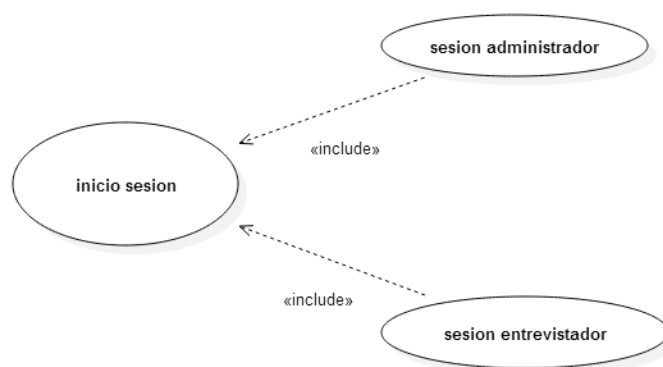 sesion administrador
«include»
inicio sesion
«include»
sesion entrevistador